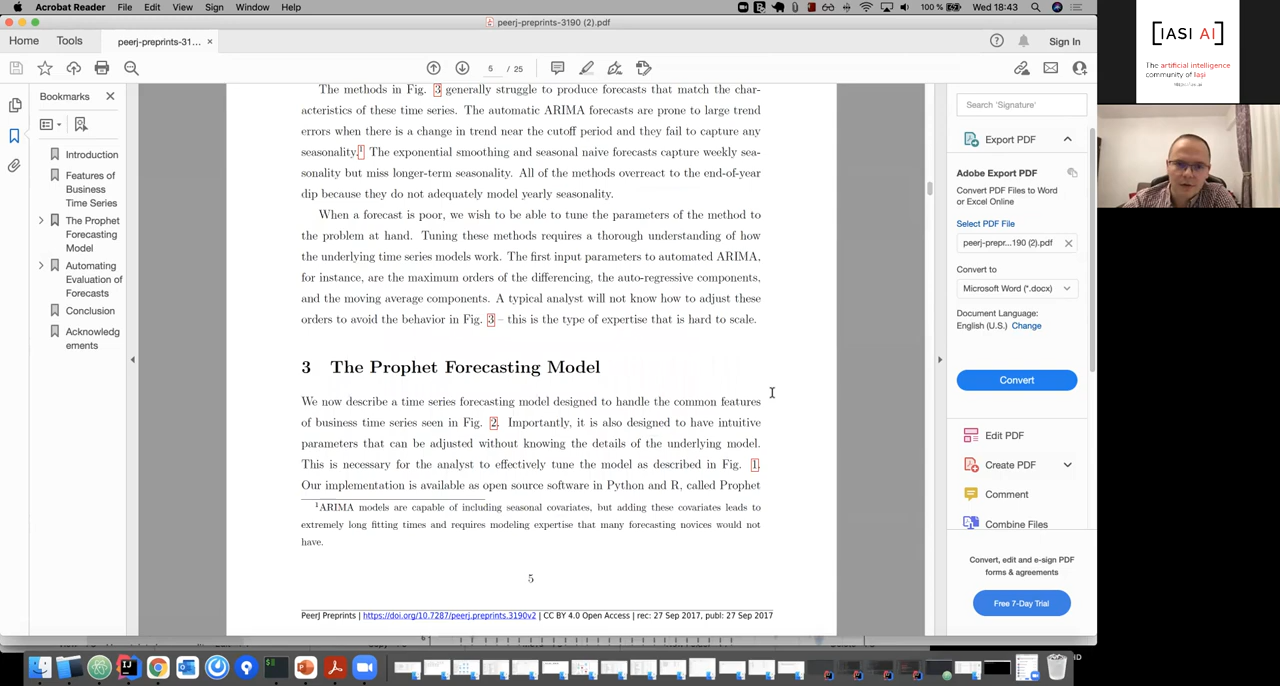 Acrobat Reader File Edit View Sign Window Help
100 % Wed 18:43
peerj-preprints-3190 (2).pdf
Home Tools peerj-preprints-31... × Sign In
5 / 25
Bookmarks
Introduction
Features of
Business
Time Series
The Prophet
Forecasting
Model
Automating
Evaluation of
Forecasts
Conclusion
Acknowledg
ements
The methods in Fig. 3 generally struggle to produce forecasts that match the char-
acteristics of these time series. The automatic ARIMA forecasts are prone to large trend
errors when there is a change in trend near the cutoff period and they fail to capture any
seasonality.1 The exponential smoothing and seasonal naive forecasts capture weekly sea-
sonality but miss longer-term seasonality. All of the methods overreact to the end-of-year
dip because they do not adequately model yearly seasonality.
When a forecast is poor, we wish to be able to tune the parameters of the method to
the problem at hand. Tuning these methods requires a thorough understanding of how
the underlying time series models work. The first input parameters to automated ARIMA,
for instance, are the maximum orders of the differencing, the auto-regressive components,
and the moving average components. A typical analyst will not know how to adjust these
orders to avoid the behavior in Fig. 3 – this is the type of expertise that is hard to scale.
3 The Prophet Forecasting Model
We now describe a time series forecasting model designed to handle the common features
of business time series seen in Fig. 2. Importantly, it is also designed to have intuitive
parameters that can be adjusted without knowing the details of the underlying model.
This is necessary for the analyst to effectively tune the model as described in Fig. 1.
Our implementation is available as open source software in Python and R, called Prophet
1ARIMA models are capable of including seasonal covariates, but adding these covariates leads to
extremely long fitting times and requires modeling expertise that many forecasting novices would not
have.
5
PeerJ Preprints | https://doi.org/10.7287/peerj.preprints.3190v2 | CC BY 4.0 Open Access | rec: 27 Sep 2017, publ: 27 Sep 2017
Search 'Signature'
Export PDF
Adobe Export PDF
Convert PDF Files to Word
or Excel Online
Select PDF File
peerj-prepr...190 (2).pdf
Convert to
Microsoft Word (*.docx)
Document Language:
English (U.S.) Change
Convert
Edit PDF
Create PDF
Comment
Combine Files
Convert, edit and e-sign PDF
forms & agreements
Free 7-Day Trial
[IASI AI]
The artificial intelligence
community of Iași